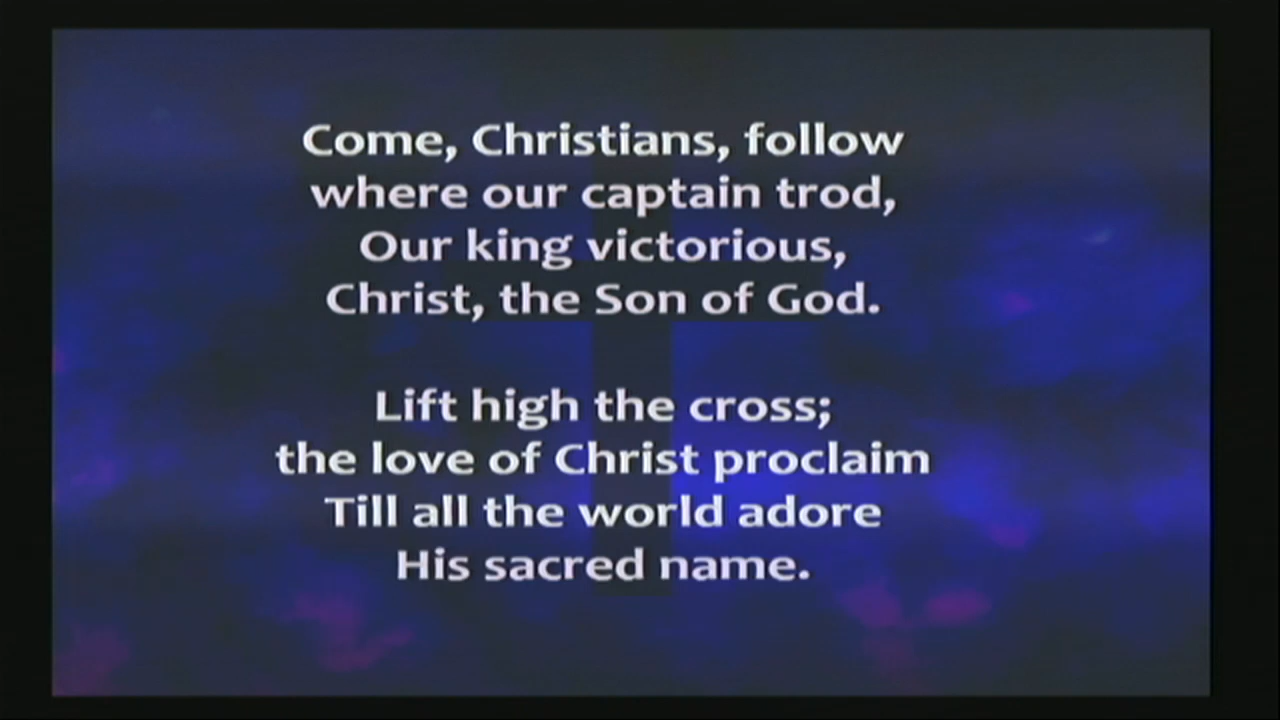 Come, Christians, follow
where our captain trod,
Our king victorious,
Christ, the Son of God.
Lift high the cross;
the love of Christ proclaim
Till all the world adore
His sacred name.